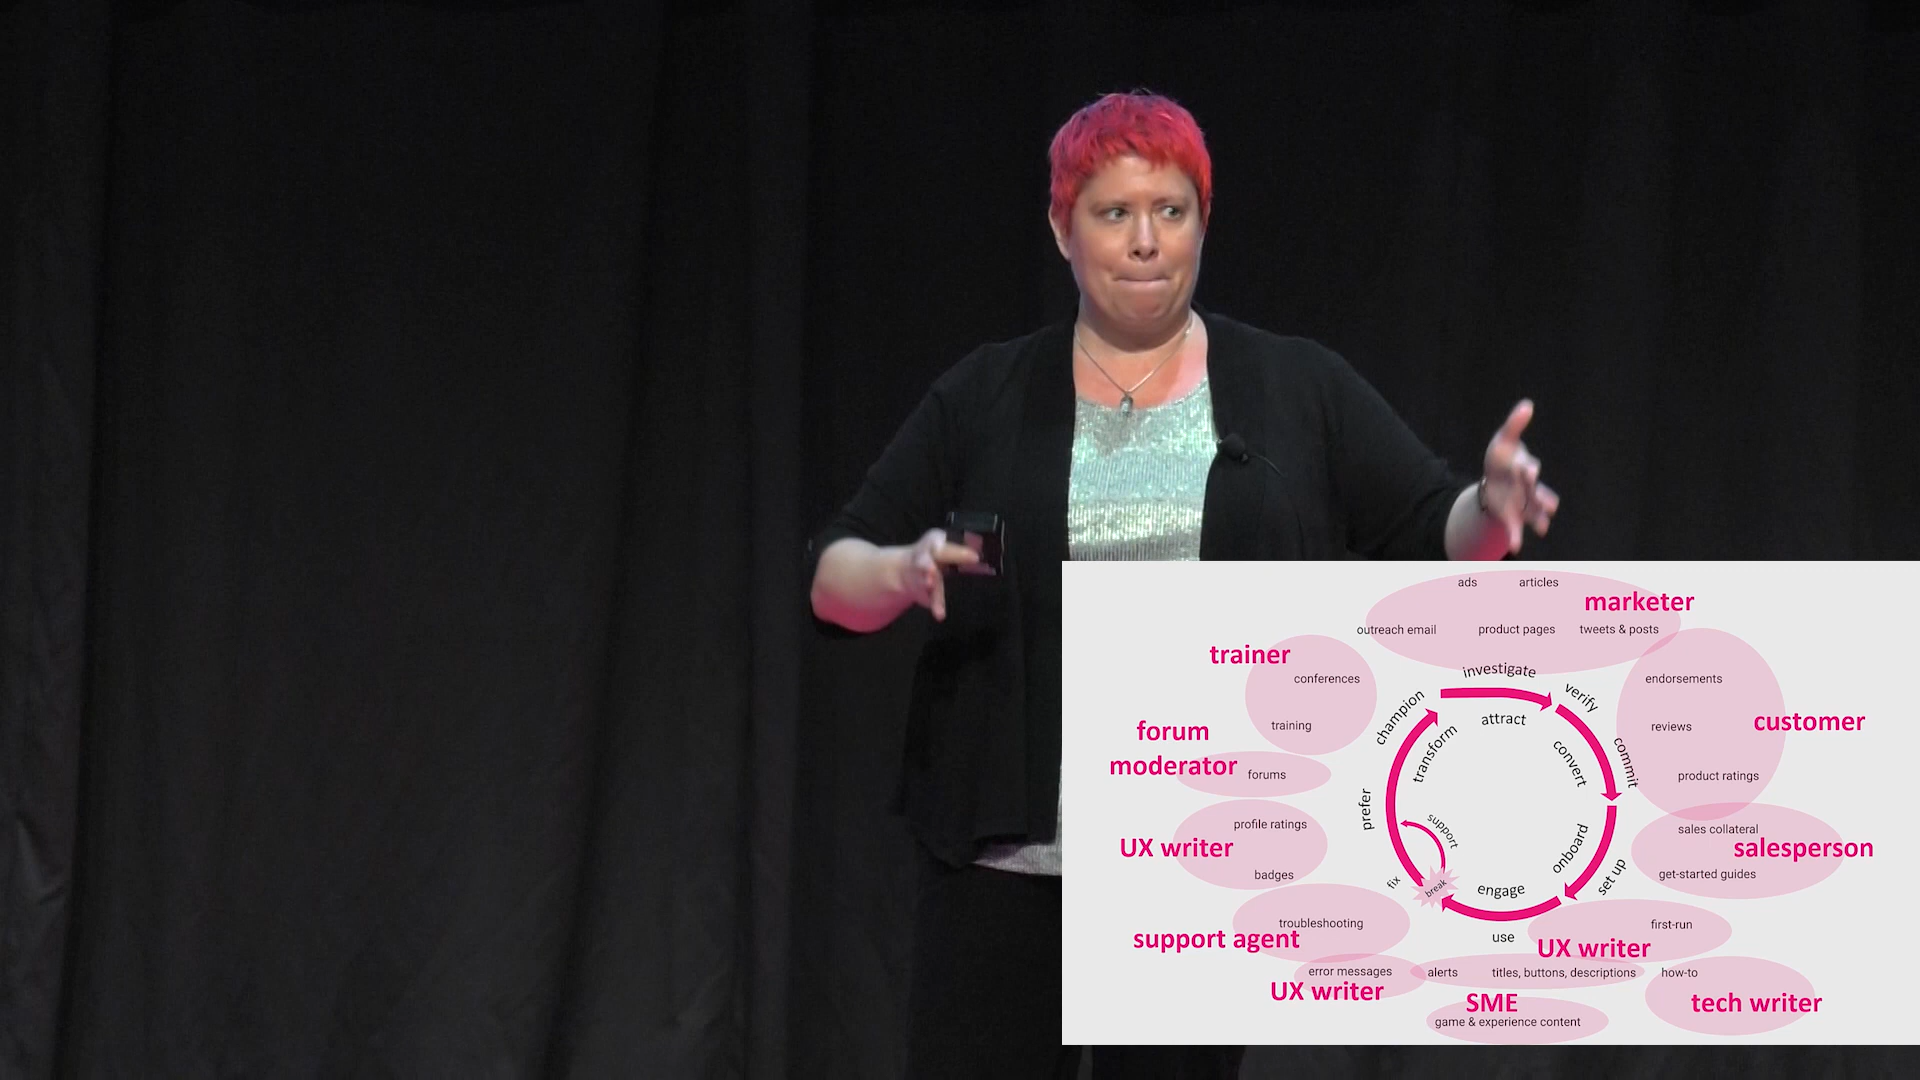 ads
articles
marketer
outreach email
product pages
tweets & posts
trainer
conferences
training
endorsements
reviews
customer
product ratings
forum
moderator
forums
profile ratings
UX writer
badges
sales collateral
salesperson
get-started guides
investigate
verify
commit
set up
use
fix
prefer
champion
attract
convert
onboard
engage
break
support
transform
troubleshooting
support agent
error messages
UX writer
first-run
UX writer
alerts
titles, buttons, descriptions
how-to
tech writer
SME
game & experience content